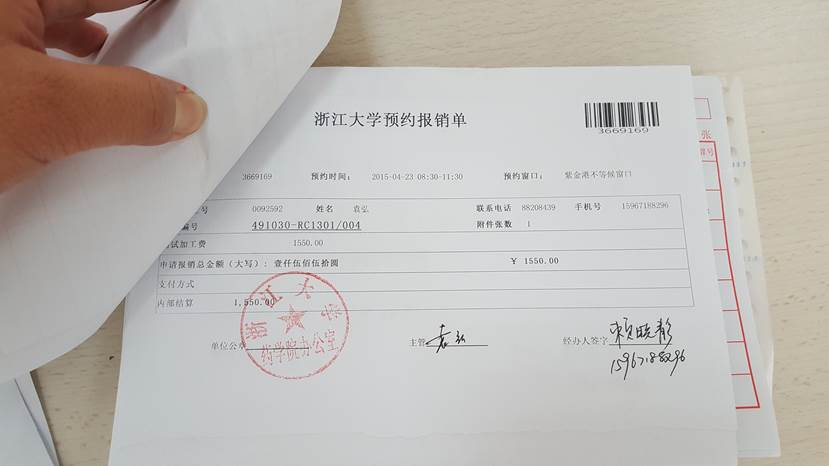 浙江大学预约报销单
3669169
3669169 预约时间: 2015-04-23 08:30-11:30 预约窗口: 紫金港不等候窗口
号 0092592 姓名 袁弘 联系电话 88208439 手机号 15967188296
编号 491030-RC1301/004 附件张数 1
试加工费 1550.00
申请报销总金额(大写): 壹仟伍佰伍拾圆 ¥ 1550.00
支付方式
内部结算 1,550.00
浙江大学
药学院办公室
单位公章 主管 袁弘 经办人签字 赖晓静
15967188296
张